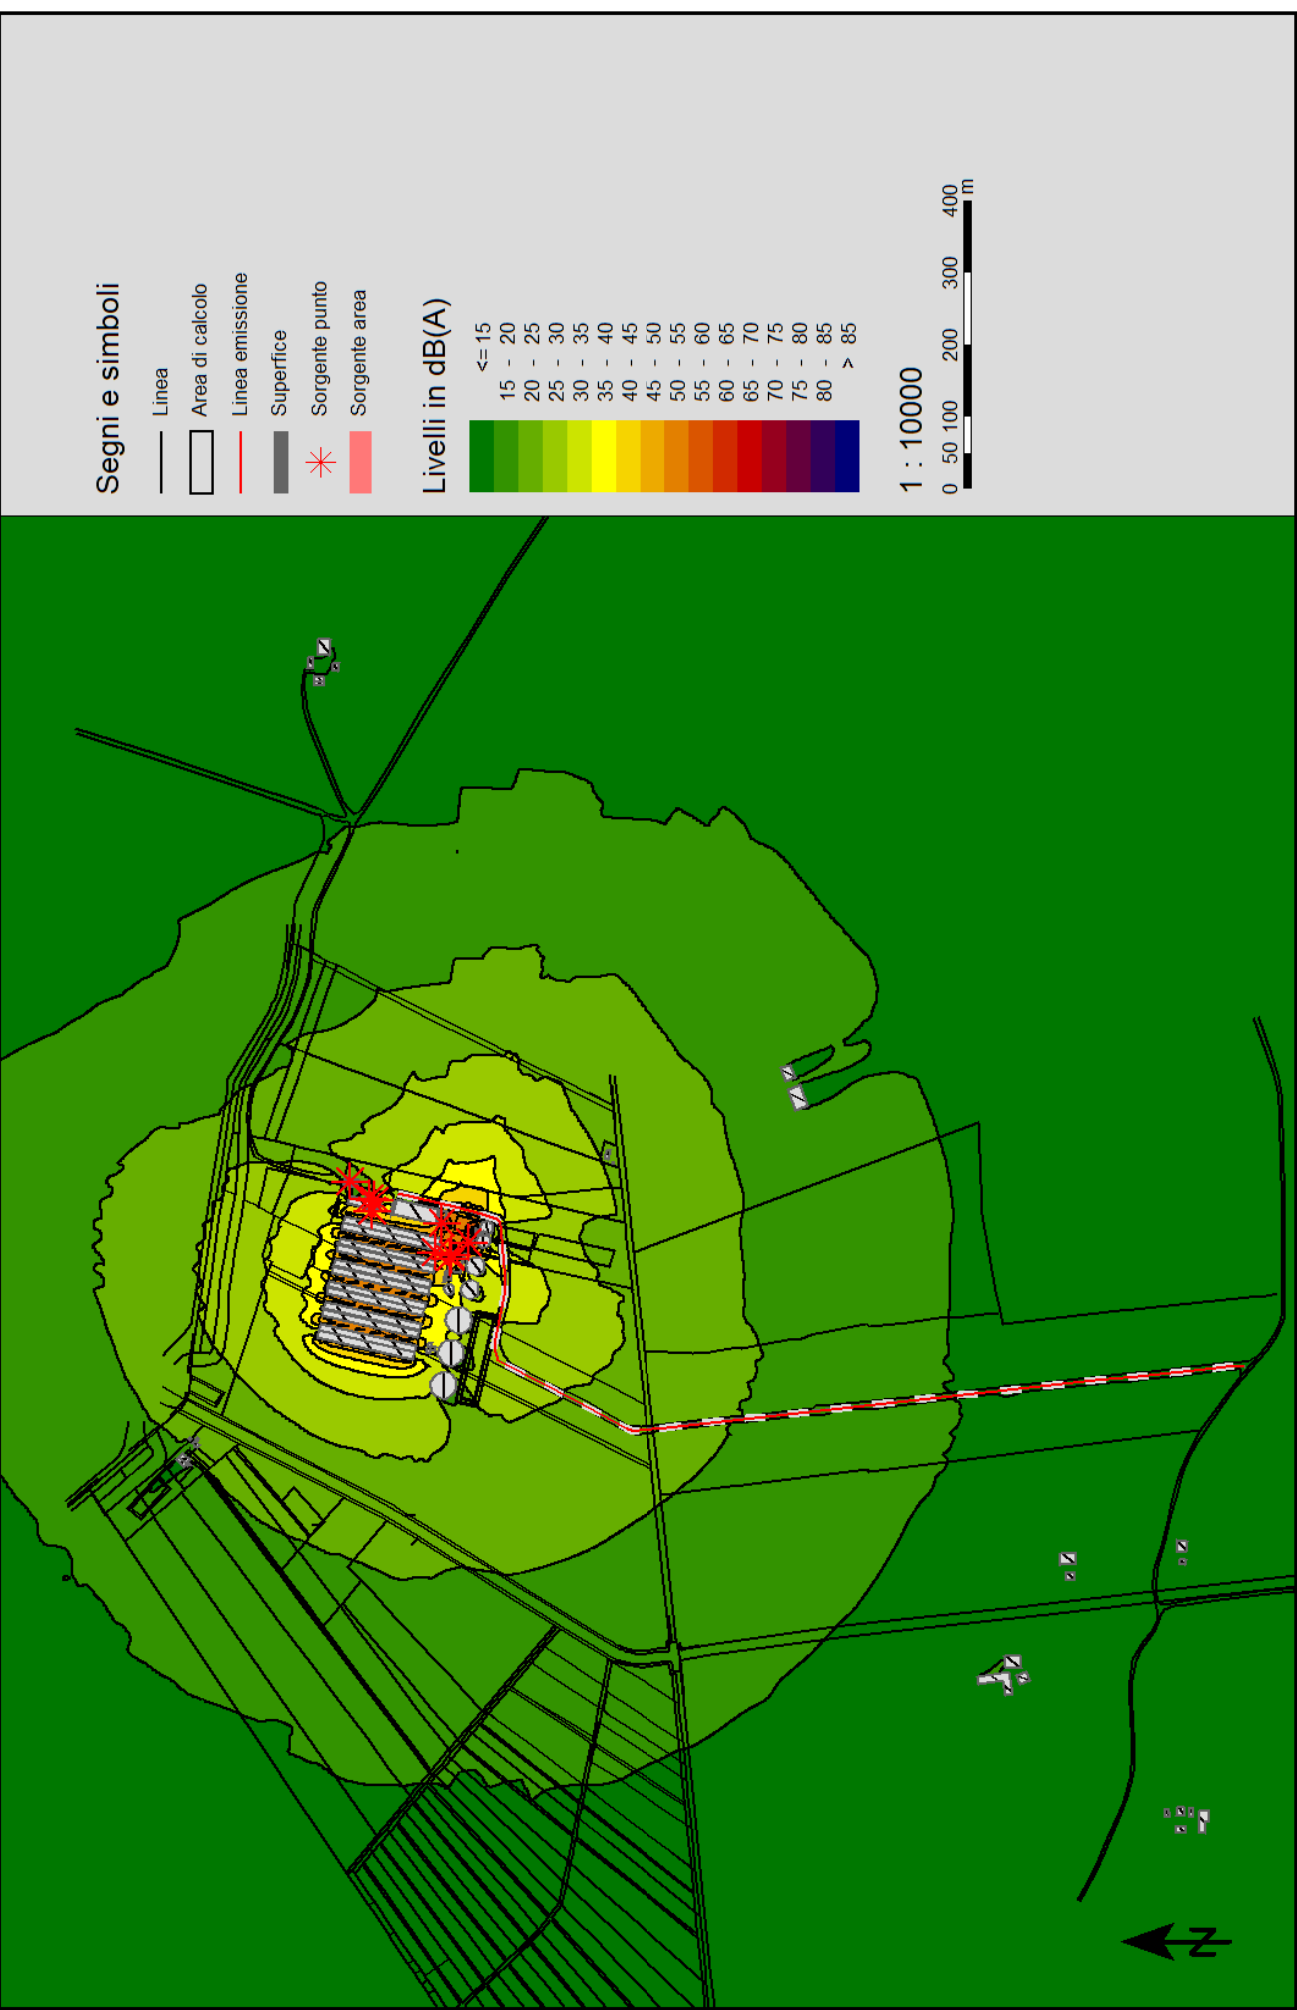 Segni e simboli
Linea
Area di calcolo
Linea emissione
Superfice
Sorgente punto
Sorgente area
Livelli in dB(A)
<= 15
15 - 20
20 - 25
25 - 30
30 - 35
35 - 40
40 - 45
45 - 50
50 - 55
55 - 60
60 - 65
65 - 70
70 - 75
75 - 80
80 - 85
> 85
1 : 10000
0 50 100 200 300 400
m
N